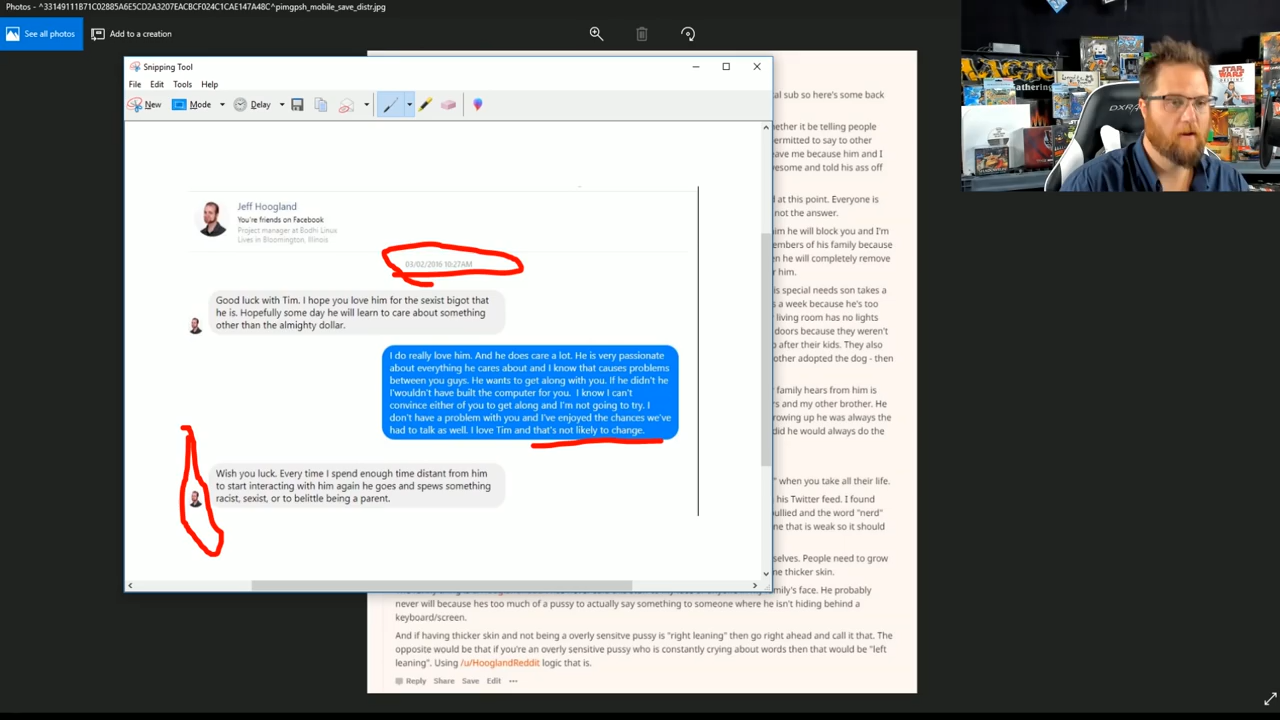 Photos - ^33149111B71C02885A6E5CD2A3207EACBCF024C1CAE147A48C^pimgpsh_mobile_save_distr.jpg
See all photos
Add to a creation
Snipping Tool
File Edit Tools Help
New Mode Delay
Jeff Hoogland
You're friends on Facebook
Project manager at Bodhi Linux
Lives in Bloomington, Illinois
03/02/2016 10:27AM
Good luck with Tim. I hope you love him for the sexist bigot that
he is. Hopefully some day he will learn to care about something
other than the almighty dollar.
I do really love him. And he does care a lot. He is very passionate
about everything he cares about and I know that causes problems
between you guys. He wants to get along with you. If he didn't he
I'wouldn't have built the computer for you. I know I can't
convince either of you to get along and I'm not going to try. I
don't have a problem with you and I've enjoyed the chances we've
had to talk as well. I love Tim and that's not likely to change.
Wish you luck. Every time I spend enough time distant from him
to start interacting with him again he goes and spews something
racist, sexist, or to belittle being a parent.
al sub so here's some back
ether it be telling people
ermitted to say to other
eave me because him and I
wesome and told his ass off
d at this point. Everyone is
not the answer.
him he will block you and I'm
embers of his family because
en he will completely remove
r him.
is special needs son takes a
s a week because he's too
living room has no lights
doors because they weren't
o after their kids. They also
other adopted the dog - then
family hears from him is
rs and my other brother. He
rowing up he was always the
did he would always do the
" when you take all their life.
his Twitter feed. I found
ullied and the word "nerd"
ne that is weak so it should
selves. People need to grow
me thicker skin.
family's face. He probably
never will because hes too much of a pussy to actually say something to someone where he isn't hiding behind a
keyboard/screen.
And if having thicker skin and not being a overly sensitve pussy is "right leaning" then go right ahead and call it that. The
opposite would be that if you're an overly sensitive pussy who is constantly crying about words then that would be "left
leaning". Using /u/HooglandReddit logic that is.
Reply Share Save Edit ...
Gathering
STAR WARS
DESTINY
DXRA